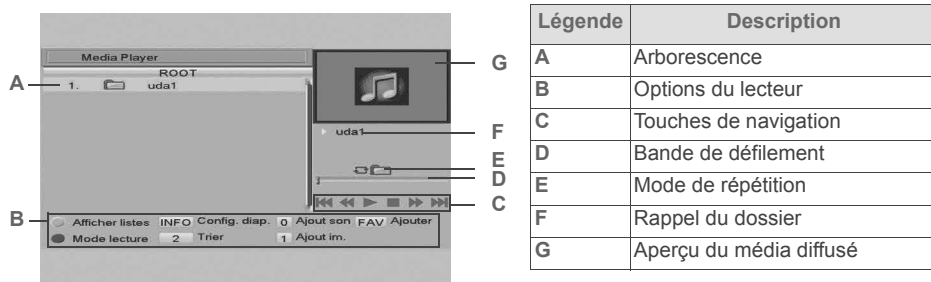 Media Player
ROOT
1. uda1
uda1
Afficher listes INFO Config. diap. 0 Ajout son FAV Ajouter
Mode lecture 2 Trier 1 Ajout im.
A
B
G
F
E
D
C
Légende Description
A Arborescence
B Options du lecteur
C Touches de navigation
D Bande de défilement
E Mode de répétition
F Rappel du dossier
G Aperçu du média diffusé